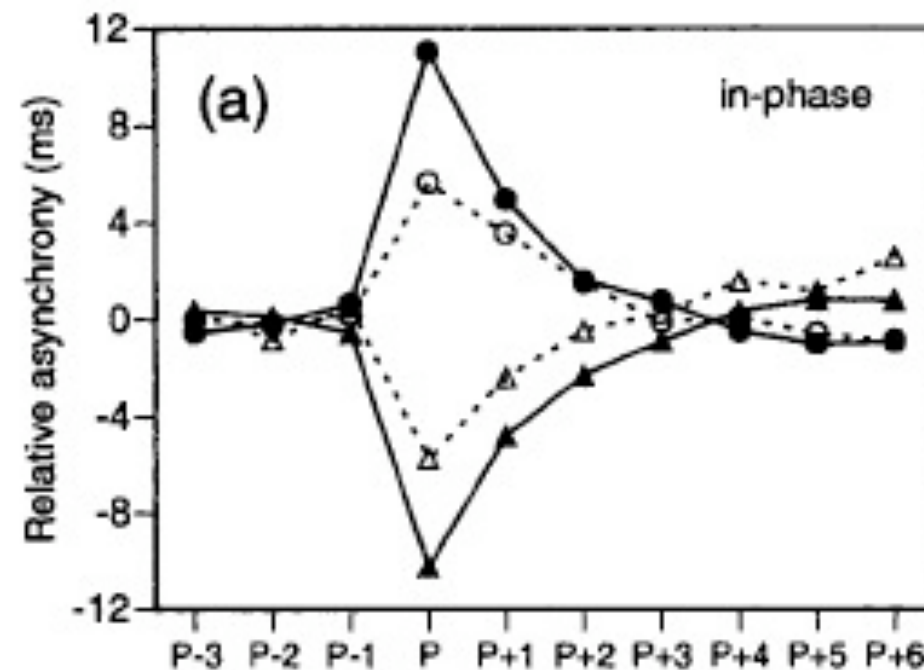 12
8
4
0
-4
-8
-12
Relative asynchrony (ms)
(a)
in-phase
P-3 P-2 P-1 P P+1 P+2 P+3 P+4 P+5 P+6